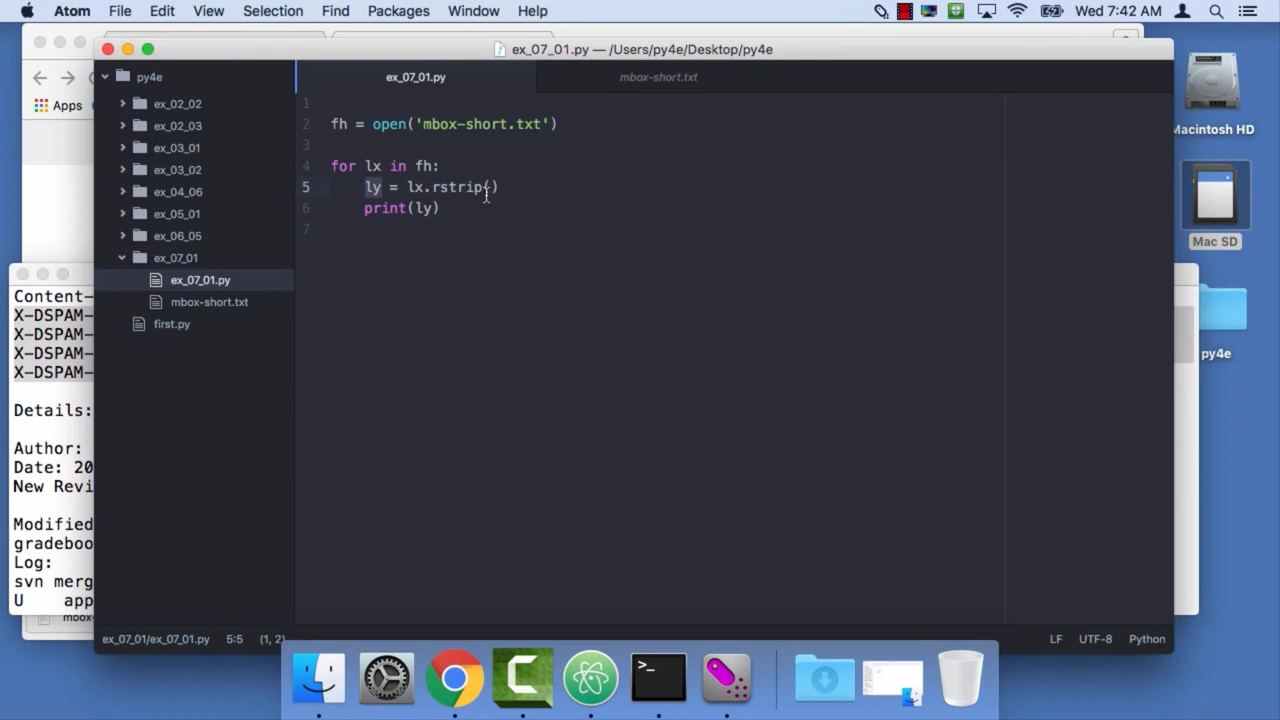 Atom File Edit View Selection Find Packages Window Help Wed 7:42 AM
ex_07_01.py — /Users/py4e/Desktop/py4e
Apps
py4e
ex_02_02
ex_02_03
ex_03_01
ex_03_02
ex_04_06
ex_05_01
ex_06_05
ex_07_01
ex_07_01.py
mbox-short.txt
first.py
ex_07_01.py mbox-short.txt
1
2 fh = open('mbox-short.txt')
3
4 for lx in fh:
5 ly = lx.rstrip()
6 print(ly)
7
ex_07_01/ex_07_01.py 5:5 (1, 2) LF UTF-8 Python
Content-
X-DSPAM-
X-DSPAM-
X-DSPAM-
X-DSPAM-
Details:
Author:
Date: 20
New Revi
Modified
gradeboo
Log:
svn merg
U app
mbox-
Macintosh HD
Mac SD
py4e
>_